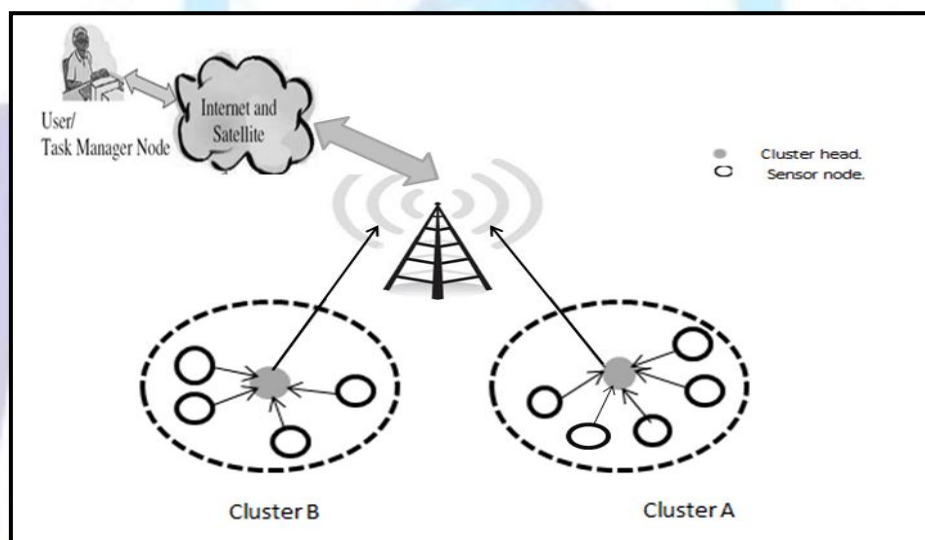 Internet and
Satellite
User/
Task Manager Node
Cluster head.
Sensor node.
Cluster B
Cluster A